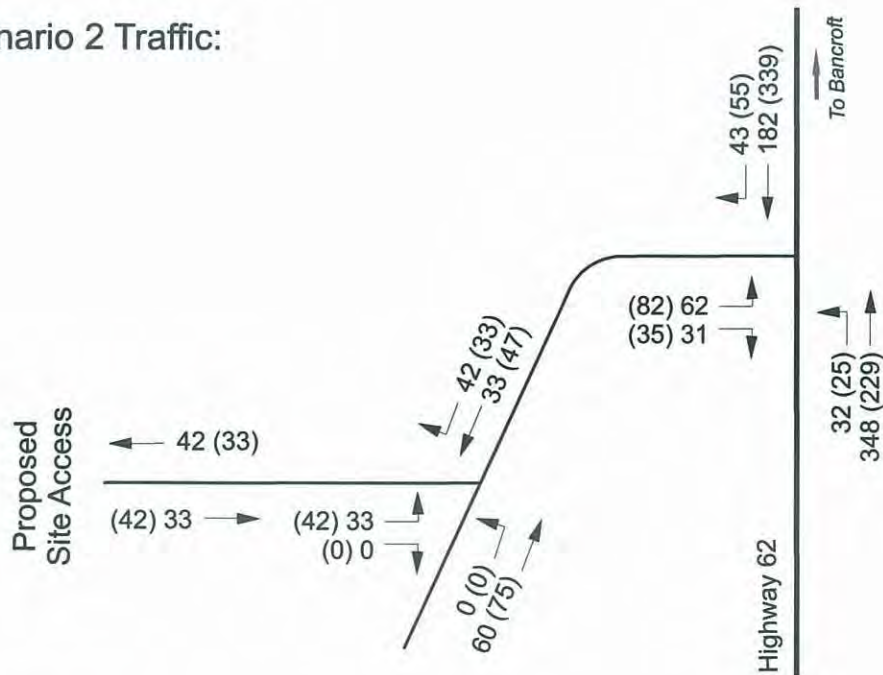 nario 2 Traffic:
To Bancroft
43 (55)
182 (339)
(82) 62
(35) 31
42 (33)
33 (47)
Proposed
Site Access
42 (33)
(42) 33
(42) 33
(0) 0
0 (0)
60 (75)
Highway 62
32 (25)
348 (229)